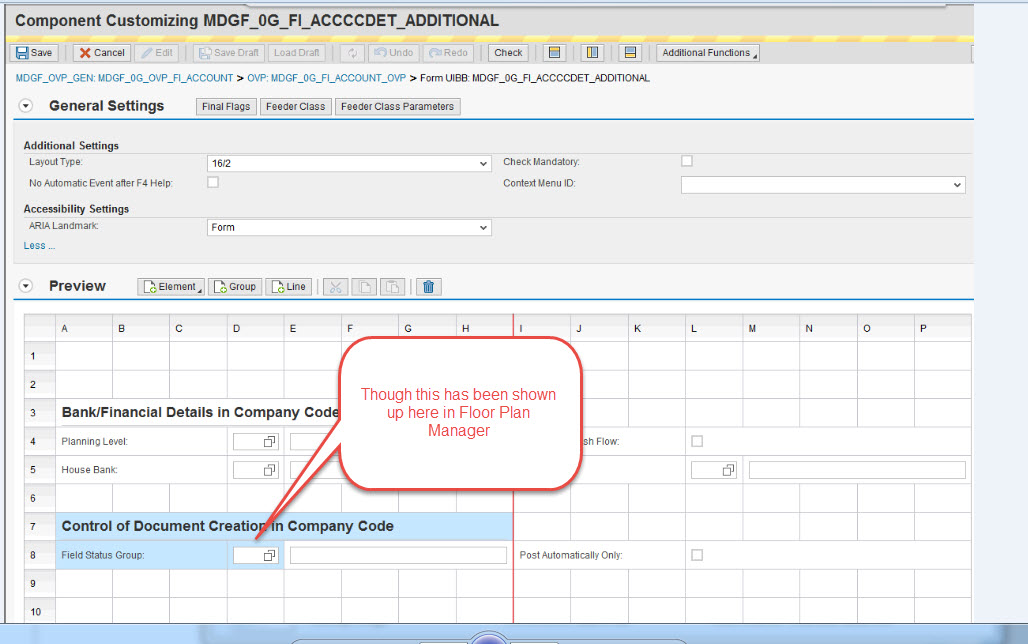 Component Customizing MDGF_0G_FI_ACCCCDET_ADDITIONAL
Save Cancel Edit Save Draft Load Draft Undo Redo Check Additional Functions
MDGF_OVP_GEN: MDGF_0G_OVP_FI_ACCOUNT > OVP: MDGF_0G_FI_ACCOUNT_OVP > Form UIBB: MDGF_0G_FI_ACCCCDET_ADDITIONAL
General Settings Final Flags Feeder Class Feeder Class Parameters
Additional Settings
Layout Type: 16/2 Check Mandatory:
No Automatic Event after F4 Help: Context Menu ID:
Accessibility Settings
ARIA Landmark: Form
Less ...
Preview Element Group Line
A B C D E F G H I J K L M N O P
1
2
3 Bank/Financial Details in Company Code
Though this has been shown
up here in Floor Plan
Manager
4 Planning Level: sh Flow:
5 House Bank:
6
7 Control of Document Creation in Company Code
8 Field Status Group: Post Automatically Only:
9
10